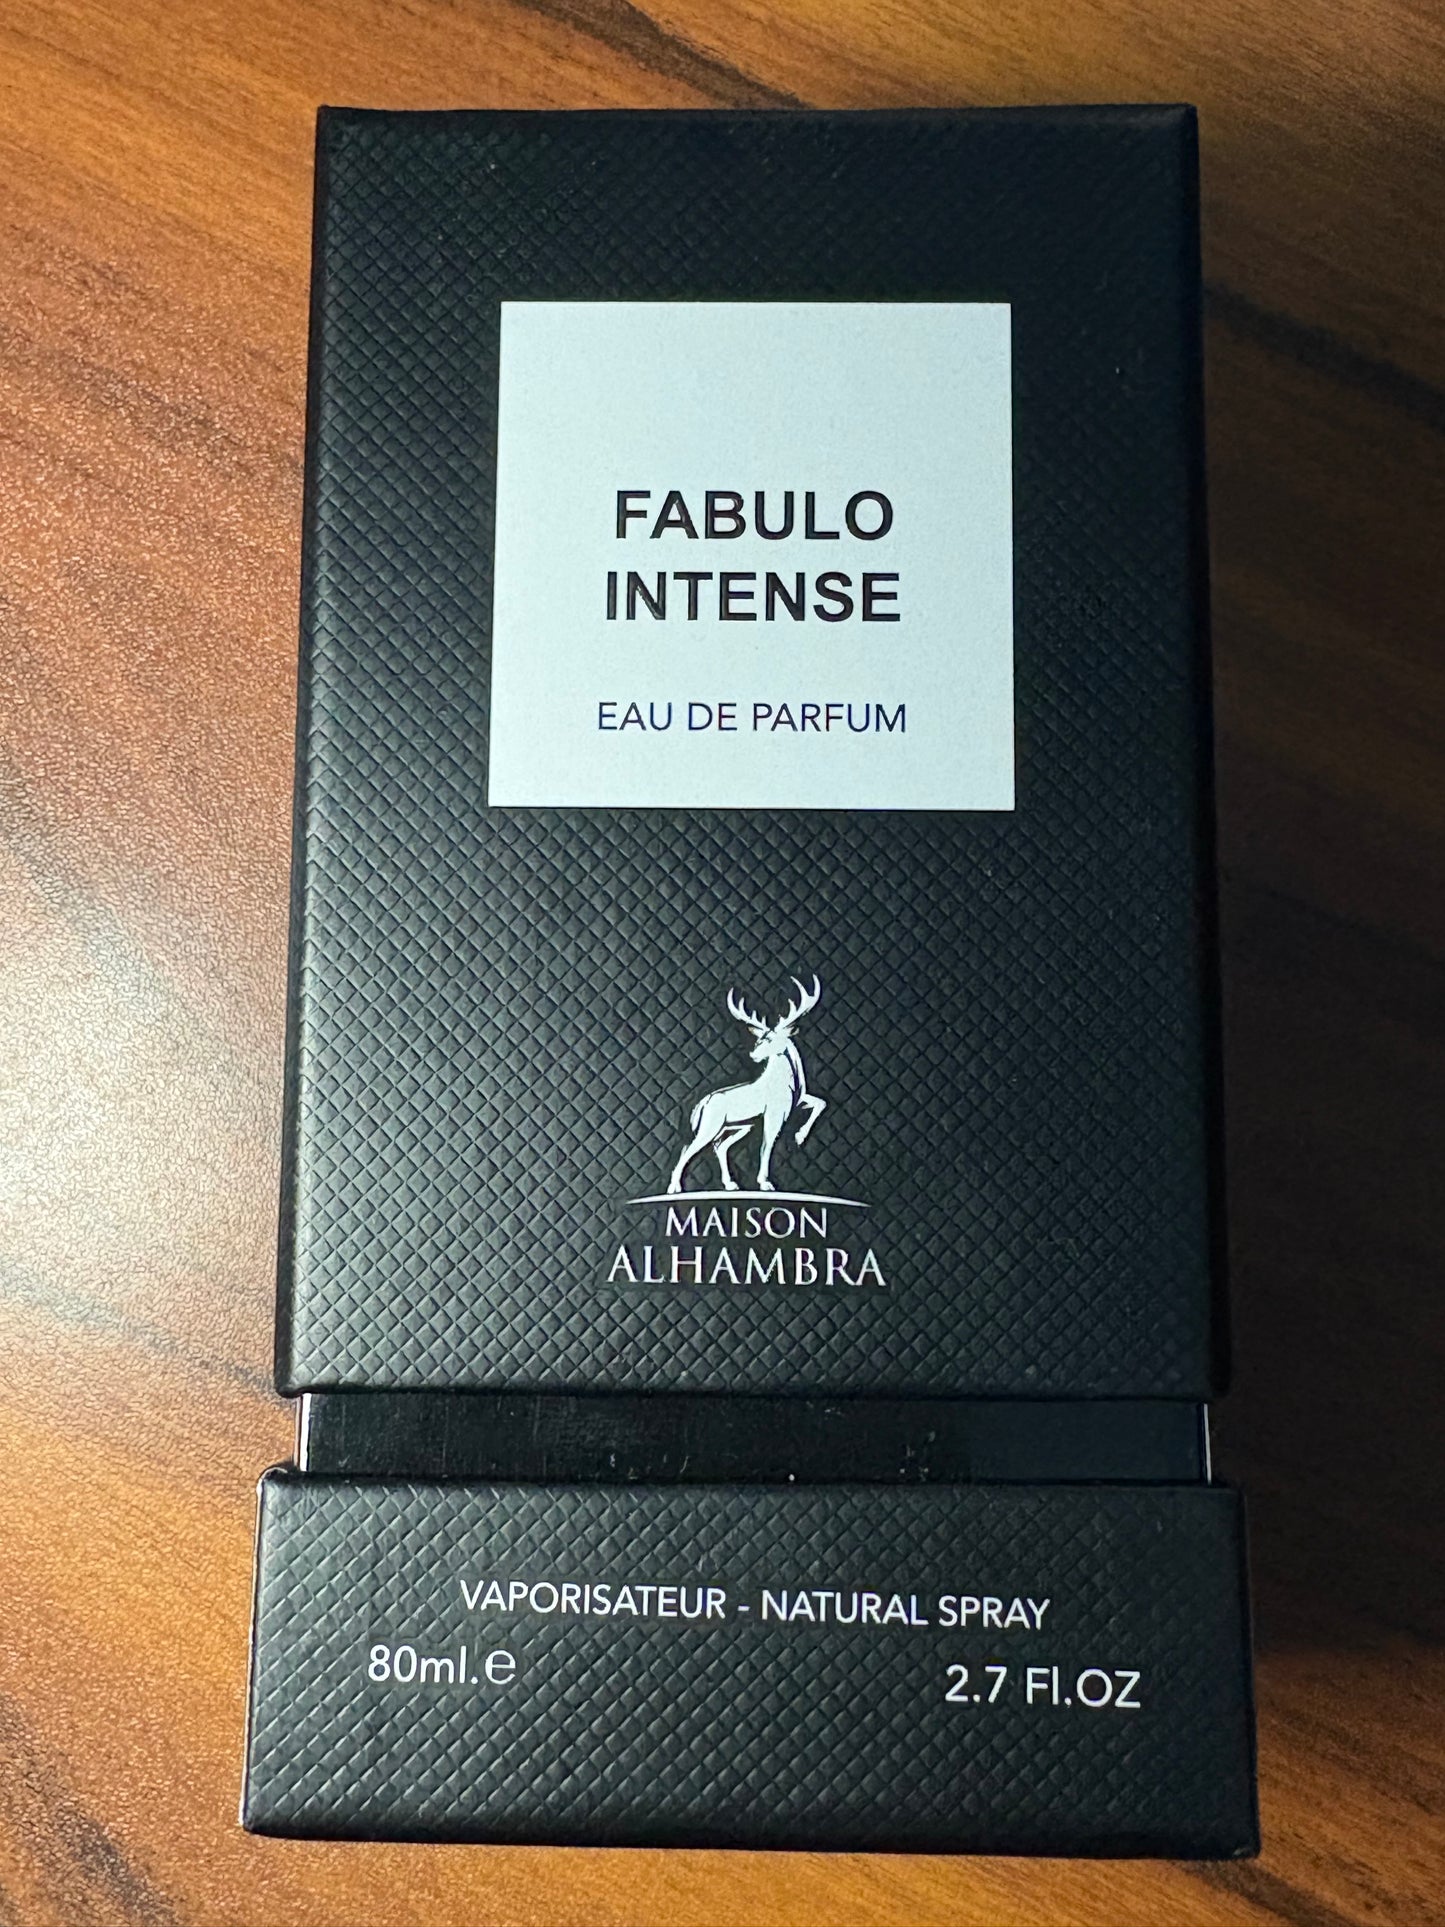 FABULO
INTENSE
EAU DE PARFUM
MAISON
ALHAMBRA
VAPORISATEUR - NATURAL SPRAY
80ml.e
2.7 Fl.OZ